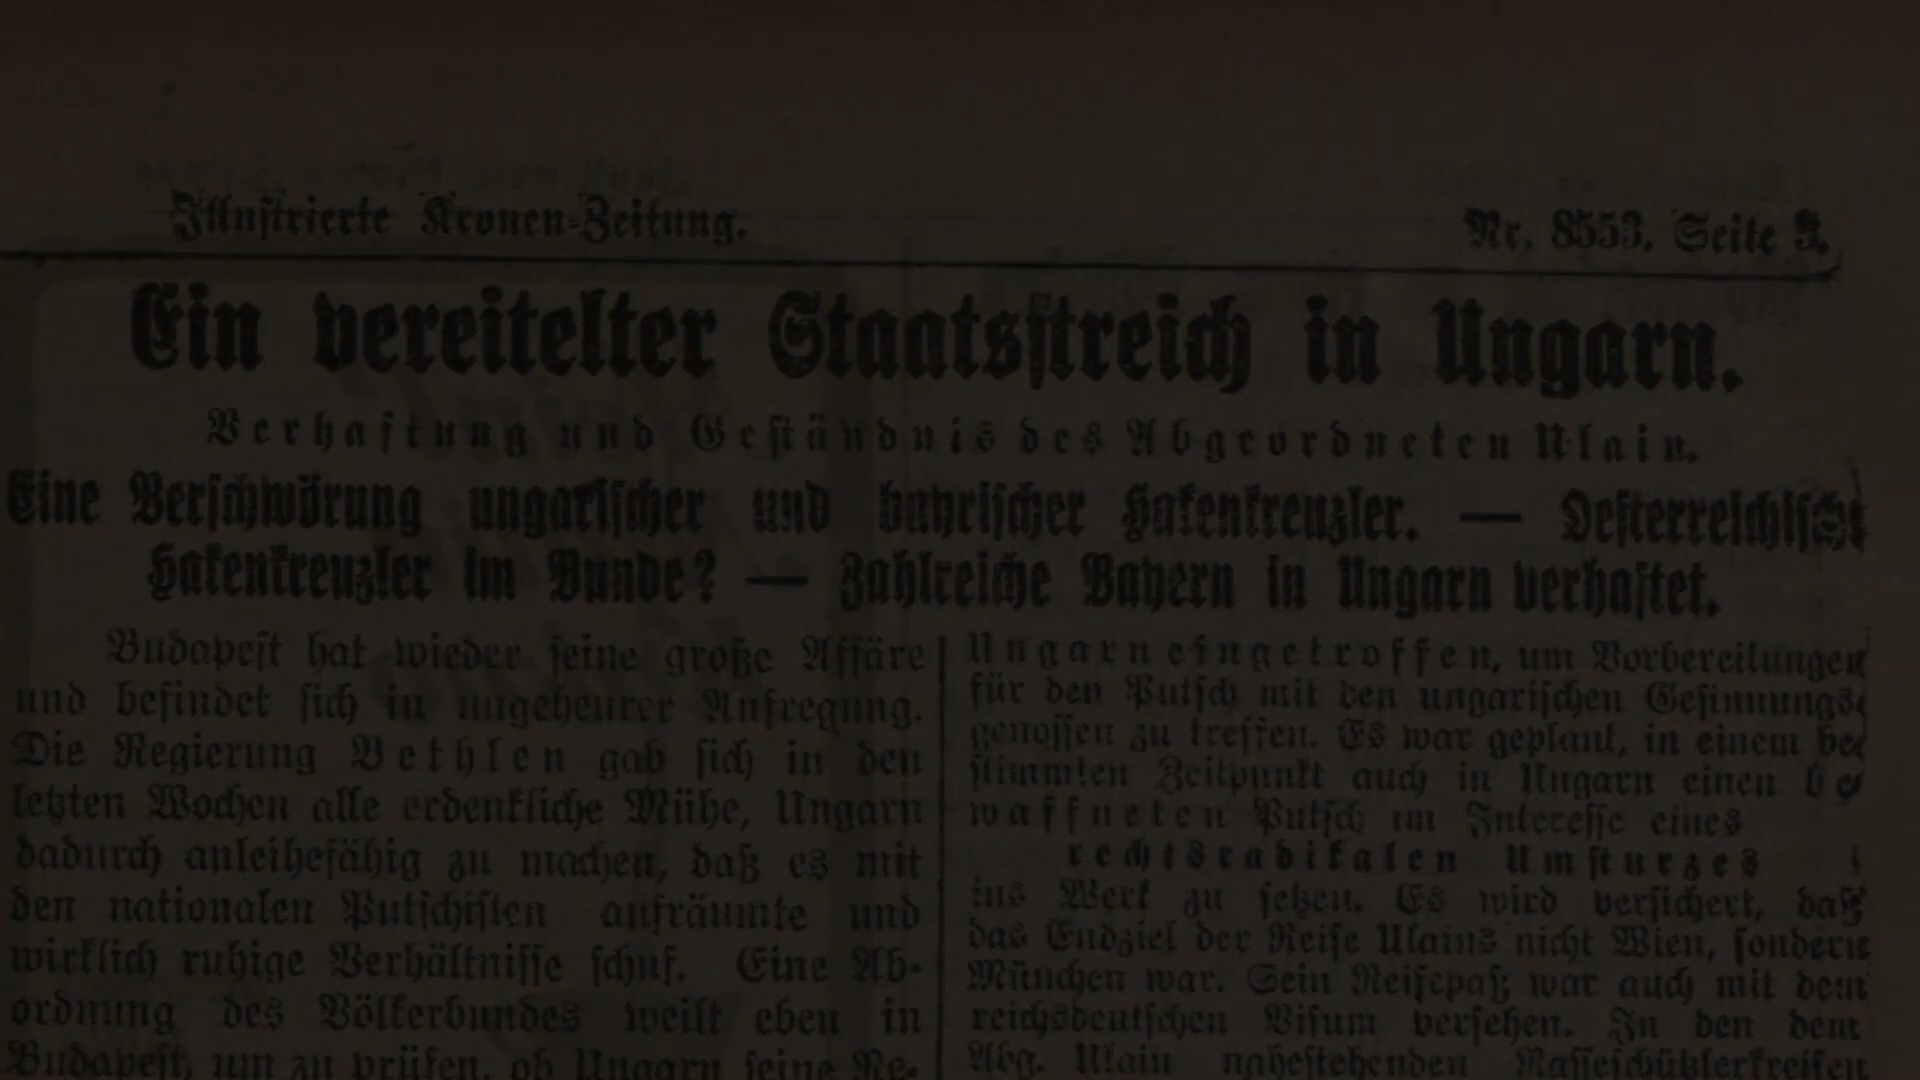 Illustrierte Kronen-Zeitung.
Nr. 8553. Seite 3.
Ein vereitelter Staatsstreich in Ungarn.
Verhaftung und Geständnis des Abgeordneten Ulain.
Eine Verschwörung ungarischer und bayrischer Hakenkreuzler. — Oesterreichische
Hakenkreuzler im Bunde? — Zahlreiche Bayern in Ungarn verhaftet.
Budapest hat wieder seine große Affäre
und befindet sich in ungeheurer Aufregung.
Die Regierung Bethlen gab sich in den
letzten Wochen alle erdenkliche Mühe, Ungarn
dadurch anleihefähig zu machen, daß es mit
den nationalen Putschisten aufräumte und
wirklich ruhige Verhältnisse schuf. Eine Ab-
ordnung des Völkerbundes weilt eben in
Budapest, um zu prüfen, ob Ungarn seine Re-
Ungarn eingetroffen, um Vorbereitungen
für den Putsch mit den ungarischen Gesinnungs-
genossen zu treffen. Es war geplant, in einem be-
stimmten Zeitpunkt auch in Ungarn einen be-
waffneten Putsch im Interesse eines
rechtsradikalen Umsturzes
ins Werk zu setzen. Es wird versichert, daß
das Endziel der Reise Ulains nicht Wien, sondern
München war. Sein Reisepaß war auch mit dem
reichsdeutschen Visum versehen. In den dem
Abg. Ulain nahestehenden Rasseschützlerkreisen